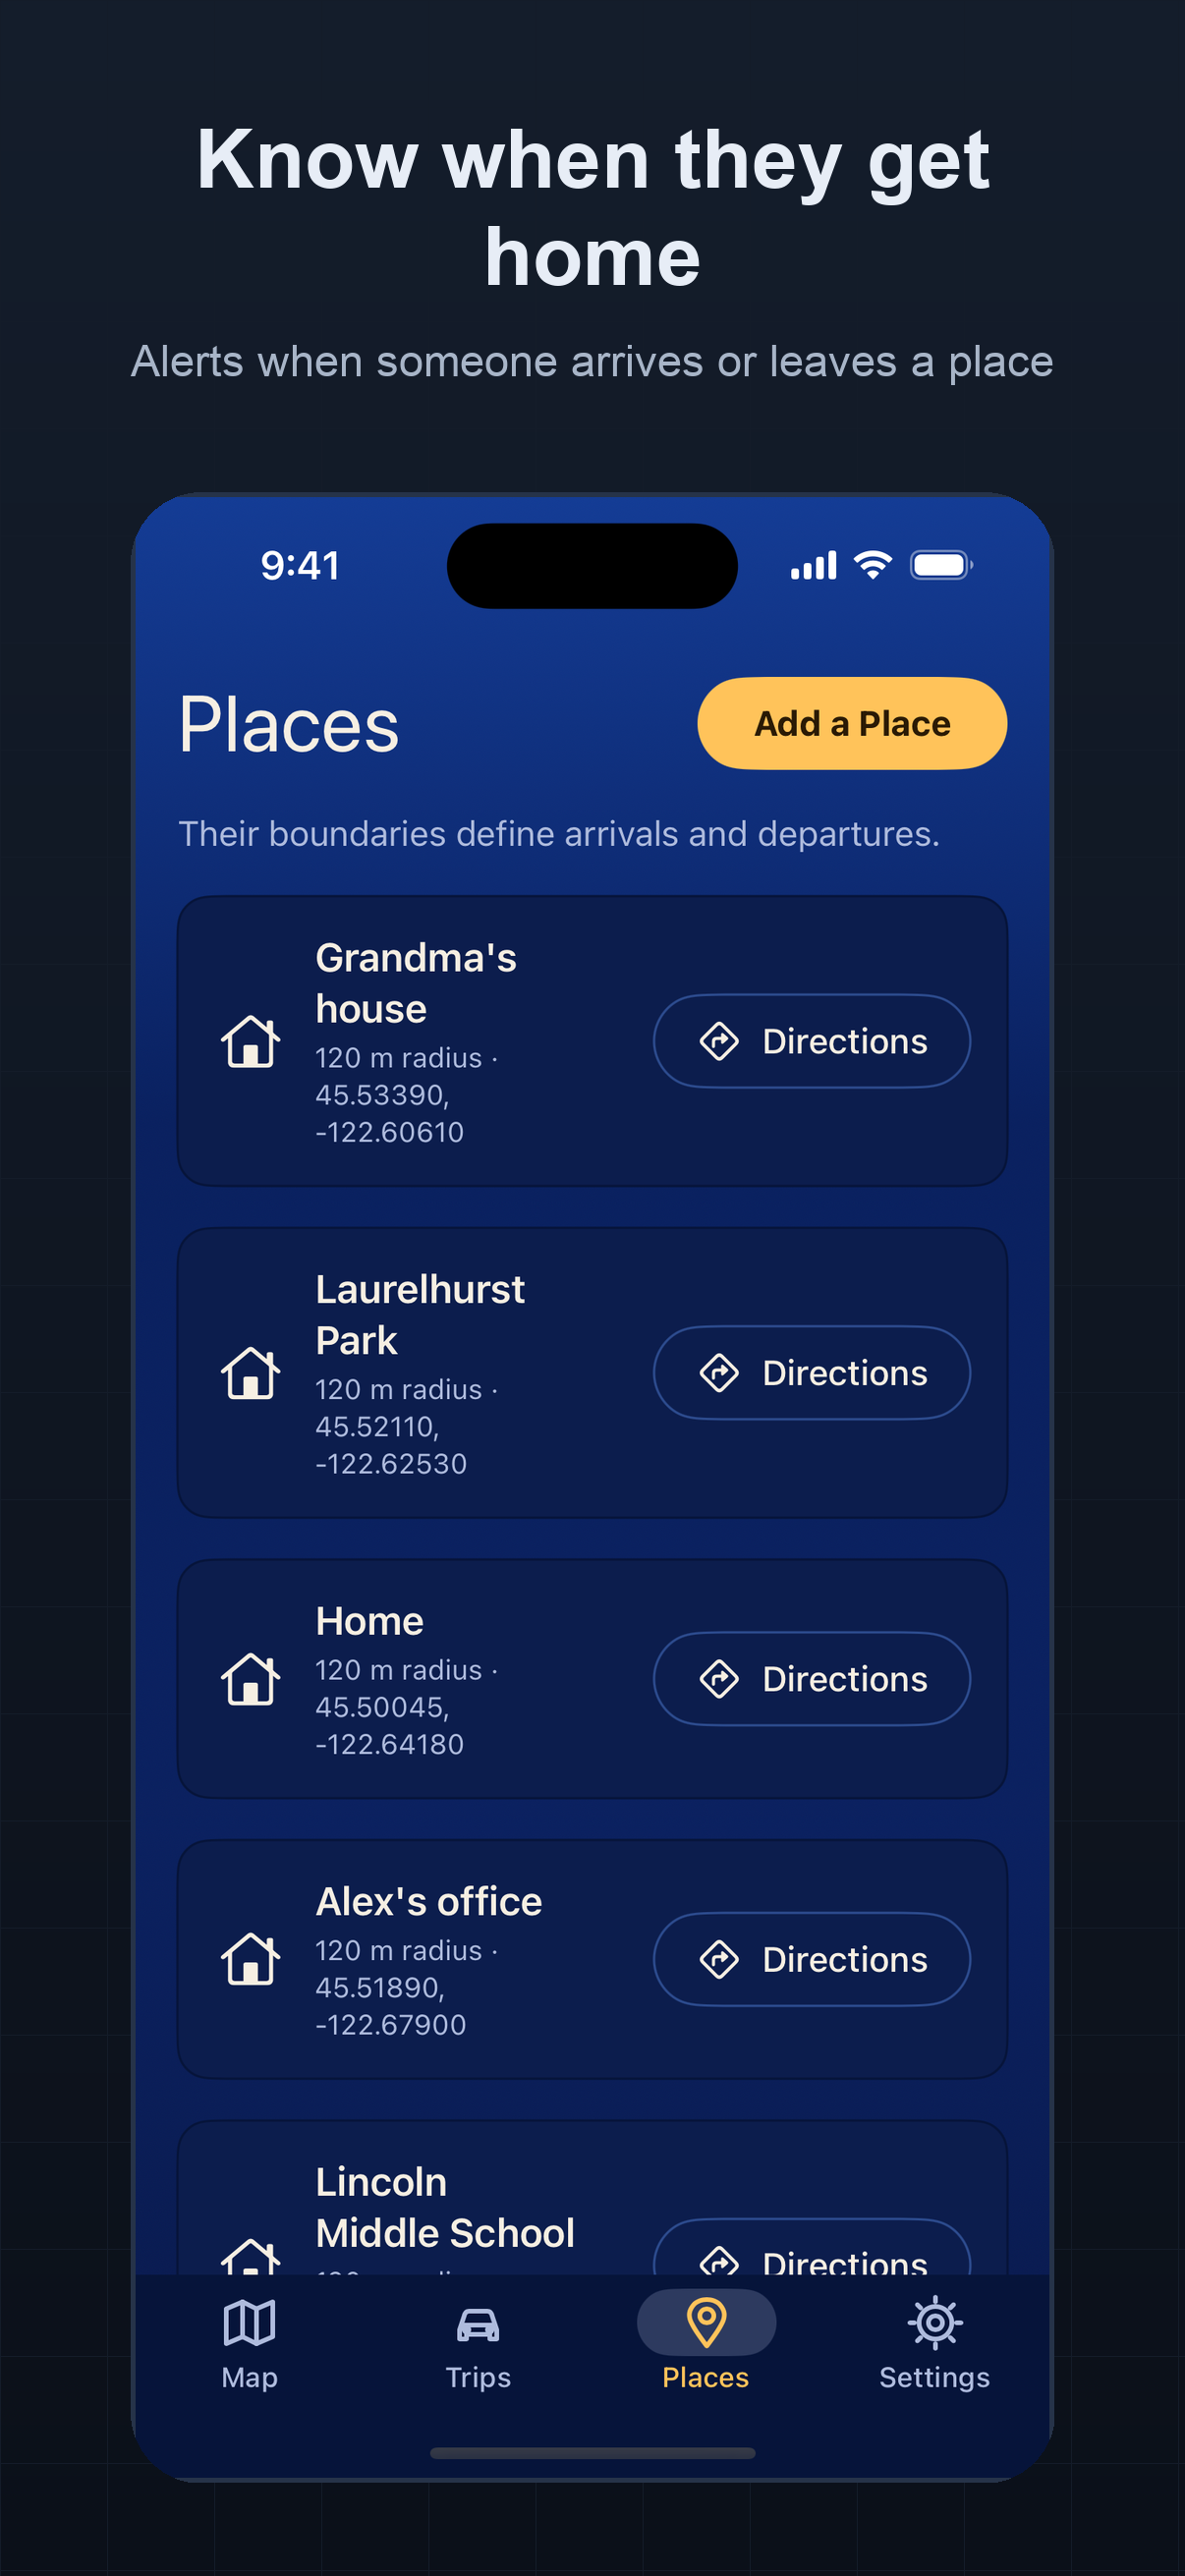 Know when they get
home
Alerts when someone arrives or leaves a place
9:41
Places
Add a Place
Their boundaries define arrivals and departures.
Grandma's
house
120 m radius ·
45.53390,
-122.60610
Directions
Laurelhurst
Park
120 m radius ·
45.52110,
-122.62530
Directions
Home
120 m radius ·
45.50045,
-122.64180
Directions
Alex's office
120 m radius ·
45.51890,
-122.67900
Directions
Lincoln
Middle School
Directions
Map
Trips
Places
Settings